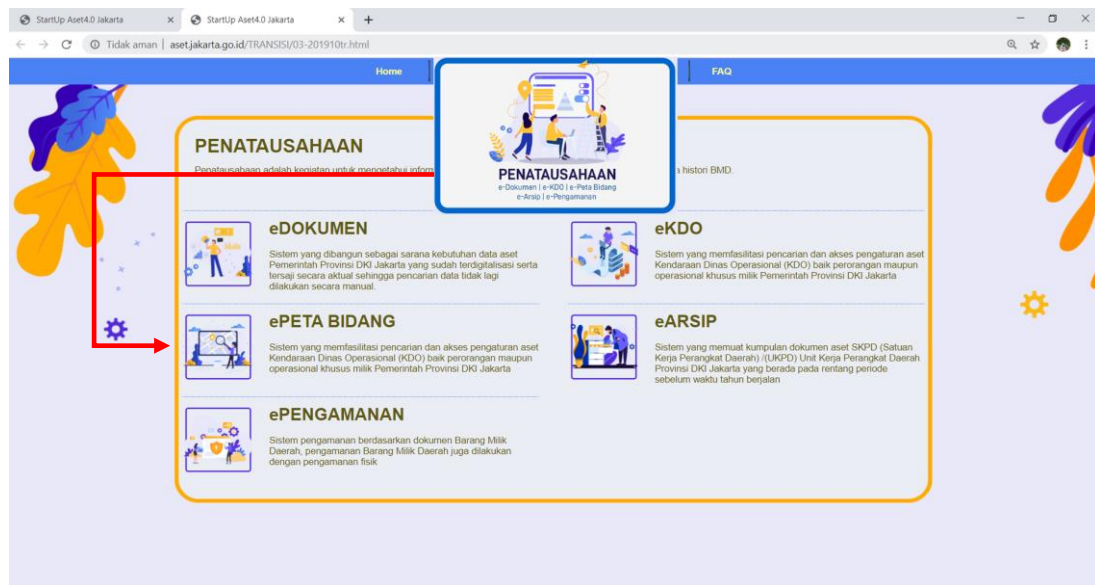 StartUp Aset4.0 Jakarta
StartUp Aset4.0 Jakarta
Tidak aman | aset.jakarta.go.id/TRANSISI/03-201910tr.html
Home
FAQ
PENATAUSAHAAN
e-Dokumen | e-KDO | e-Peta Bidang
e-Arsip | e-Pengamanan
PENATAUSAHAAN
Penatausahaan adalah kegiatan untuk mengetahui
histori BMD.
eDOKUMEN
Sistem yang dibangun sebagai sarana kebutuhan data aset
Pemerintah Provinsi DKI Jakarta yang sudah terdigitalisasi serta
tersaji secara aktual sehingga pencarian data tidak lagi
dilakukan secara manual.
eKDO
Sistem yang memfasilitasi pencarian dan akses pengaturan aset
Kendaraan Dinas Operasional (KDO) baik perorangan maupun
operasional khusus milik Pemerintah Provinsi DKI Jakarta
ePETA BIDANG
Sistem yang memfasilitasi pencarian dan akses pengaturan aset
Kendaraan Dinas Operasional (KDO) baik perorangan maupun
operasional khusus milik Pemerintah Provinsi DKI Jakarta
eARSIP
Sistem yang memuat kumpulan dokumen aset SKPD (Satuan
Kerja Perangkat Daerah) /(UKPD) Unit Kerja Perangkat Daerah
Provinsi DKI Jakarta yang berada pada rentang periode
sebelum waktu tahun berjalan
ePENGAMANAN
Sistem pengamanan berdasarkan dokumen Barang Milik
Daerah, pengamanan Barang Milik Daerah juga dilakukan
dengan pengamanan fisik